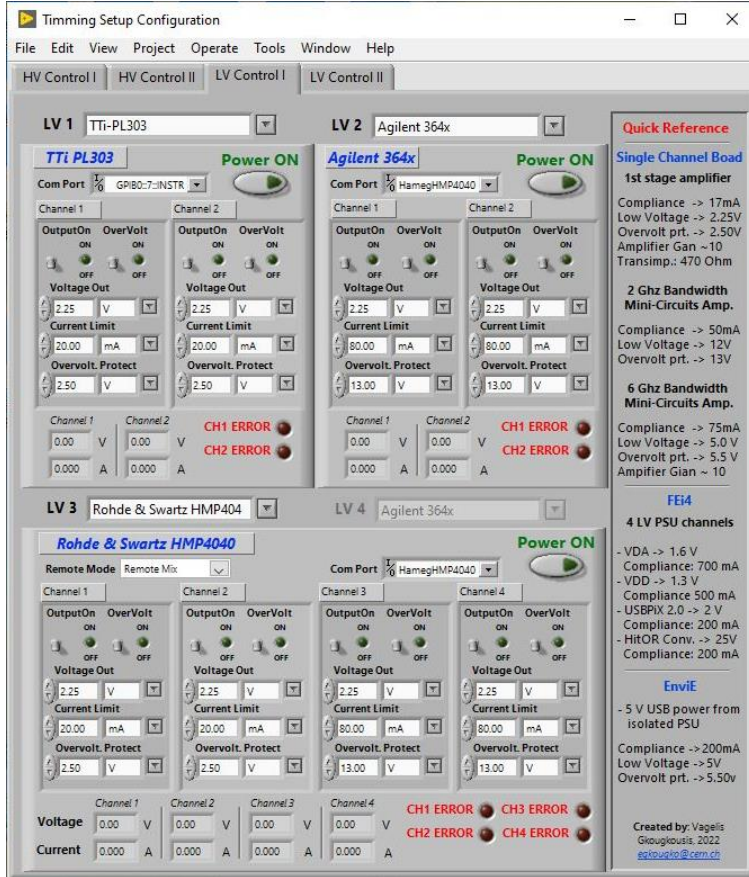 Timming Setup Configuration
File Edit View Project Operate Tools Window Help
HV Control I HV Control II LV Control I LV Control II
LV 1 TTi-PL303
TTi PL303 Power ON
Com Port GPIB0::7::INSTR
Channel 1 Channel 2
OutputOn OverVolt OutputOn OverVolt
ON ON ON ON
OFF OFF OFF OFF
Voltage Out Voltage Out
2.25 V 2.25 V
Current Limit Current Limit
20.00 mA 20.00 mA
Overvolt. Protect Overvolt. Protect
2.50 V 2.50 V
Channel 1 Channel 2
0.00 V 0.00 V CH1 ERROR
0.000 A 0.000 A CH2 ERROR
LV 2 Agilent 364x
Agilent 364x Power ON
Com Port HamegHMP4040
Channel 1 Channel 2
OutputOn OverVolt OutputOn OverVolt
ON ON ON ON
OFF OFF OFF OFF
Voltage Out Voltage Out
2.25 V 2.25 V
Current Limit Current Limit
80.00 mA 80.00 mA
Overvolt. Protect Overvolt. Protect
13.00 V 13.00 V
Channel 1 Channel 2
0.00 V 0.00 V CH1 ERROR
0.000 A 0.000 A CH2 ERROR
LV 3 Rohde & Swartz HMP404
LV 4 Agilent 364x
Rohde & Swartz HMP4040 Power ON
Remote Mode Remote Mix Com Port HamegHMP4040
Channel 1 Channel 2 Channel 3 Channel 4
OutputOn OverVolt OutputOn OverVolt OutputOn OverVolt OutputOn OverVolt
ON ON ON ON ON ON ON ON
OFF OFF OFF OFF OFF OFF OFF OFF
Voltage Out Voltage Out Voltage Out Voltage Out
2.25 V 2.25 V 2.25 V 2.25 V
Current Limit Current Limit Current Limit Current Limit
20.00 mA 20.00 mA 80.00 mA 80.00 mA
Overvolt. Protect Overvolt. Protect Overvolt. Protect Overvolt. Protect
2.50 V 2.50 V 13.00 V 13.00 V
Channel 1 Channel 2 Channel 3 Channel 4
Voltage 0.00 V 0.00 V 0.00 V 0.00 V CH1 ERROR CH3 ERROR
Current 0.000 A 0.000 A 0.000 A 0.000 A CH2 ERROR CH4 ERROR
Quick Reference
Single Channel Boad
1st stage amplifier
Compliance -> 17mA
Low Voltage -> 2.25V
Overvolt prt. -> 2.50V
Amplifier Gan ~10
Transimp.: 470 Ohm
2 Ghz Bandwidth
Mini-Circuits Amp.
Compliance -> 50mA
Low Voltage -> 12V
Overvolt prt. -> 13V
6 Ghz Bandwidth
Mini-Circuits Amp.
Compliance -> 75mA
Low Voltage -> 5.0 V
Overvolt prt. -> 5.5 V
Ampifier Gian ~ 10
FEi4
4 LV PSU channels
- VDA -> 1.6 V
Compliance: 700 mA
- VDD -> 1.3 V
Compliance 500 mA
- USBPiX 2.0 -> 2 V
Compliance: 200 mA
- HitOR Conv. -> 25V
Compliance: 200 mA
EnviE
- 5 V USB power from
isolated PSU
Compliance ->200mA
Low Voltage ->5V
Overvolt prt. ->5.50v
Created by: Vagelis
Gkougkousis, 2022
egkougko@cern.ch